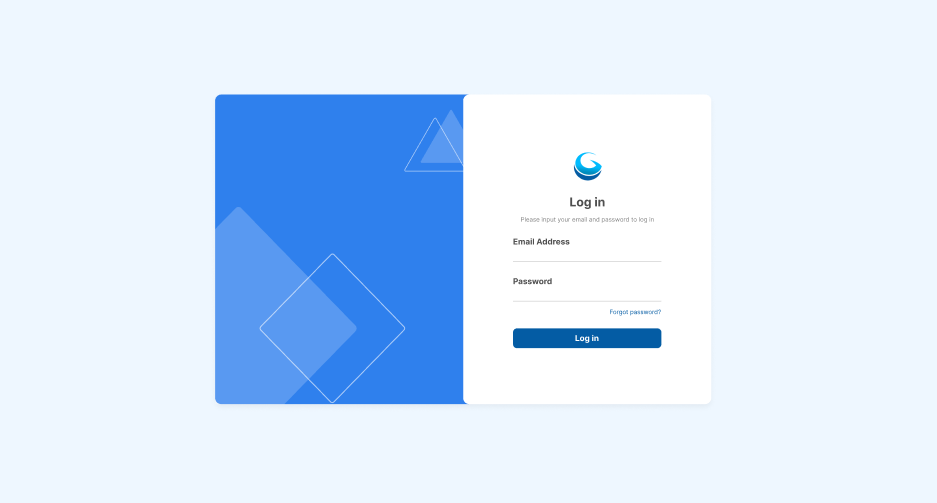 Log in
Please input your email and password to log in
Email Address
Password
Forgot password?
Log in